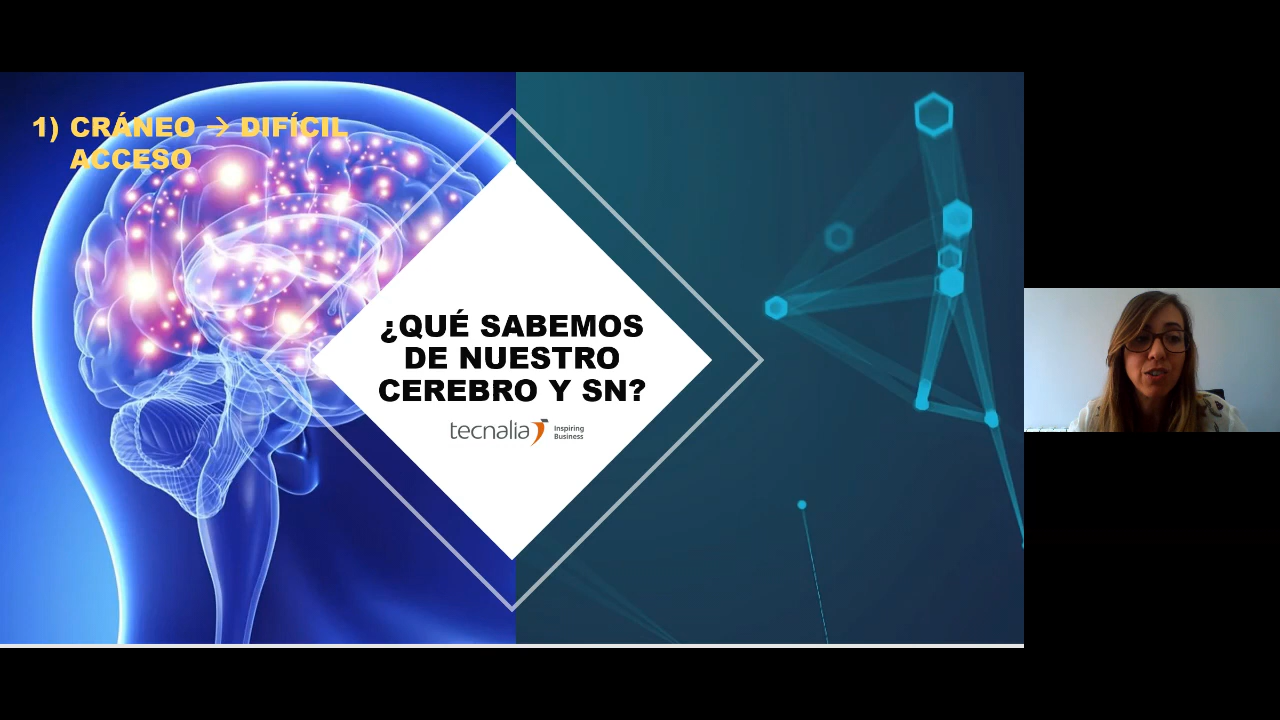 1) CRÁNEO → DIFÍCIL
ACCESO
¿QUÉ SABEMOS
DE NUESTRO
CEREBRO Y SN?
tecnalia Inspiring
Business